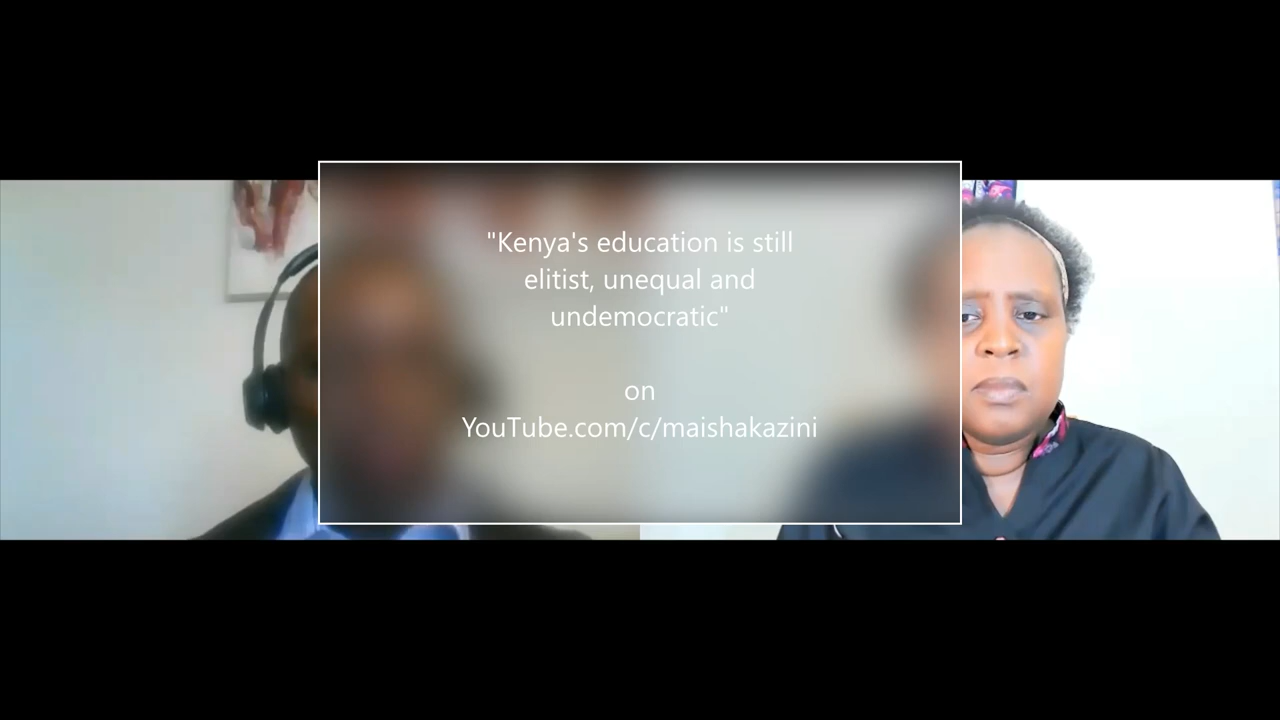 "Kenya's education is still
elitist, unequal and
undemocratic"
on
YouTube.com/c/maishakazini